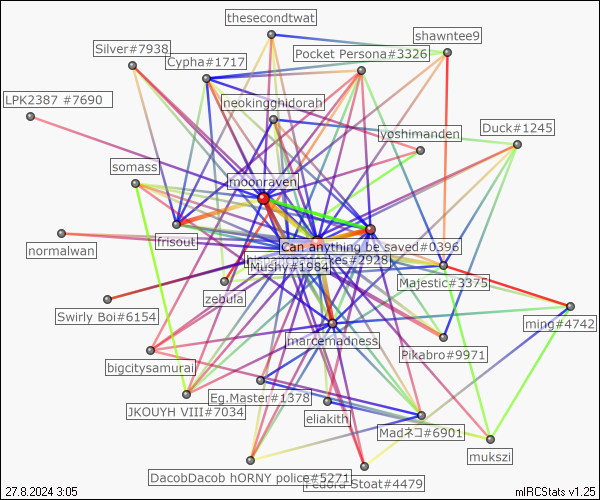 thesecondtwat
shawntee9
Silver#7938
Cypha#1717
Pocket Persona#3326
LPK2387 #7690
neokingghidorah
yoshimanden
Duck#1245
somass
moonraven
frisout
Can anything be saved#0396
normalwan
Mushy#1984
Majestic#3375
zebula
Swirly Boi#6154
ming#4742
marcemadness
Pikabro#9971
bigcitysamurai
Eg.Master#1378
JKOUYH VIII#7034
eliakith
Madネコ#6901
mukszi
DacobDacob hORNY police#5271
Fedora Stoat#4479
27.8.2024 3:05
mIRCStats v1.25